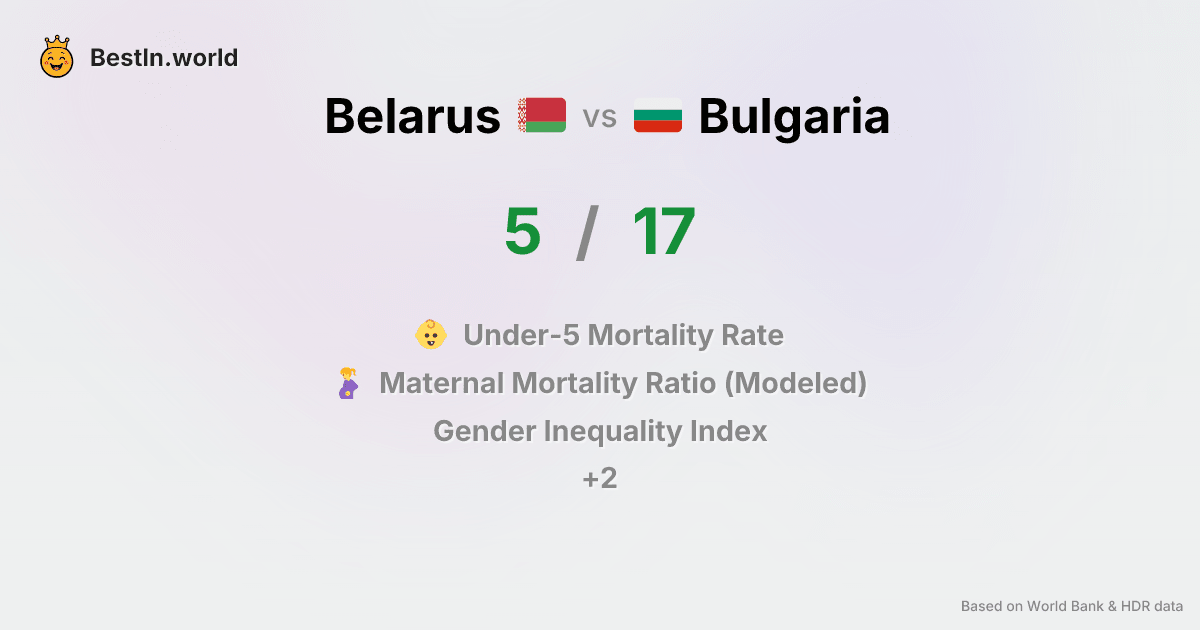 BestIn.world
Belarus vs Bulgaria
5 / 17
Under-5 Mortality Rate
Maternal Mortality Ratio (Modeled)
Gender Inequality Index
+2
Based on World Bank & HDR data